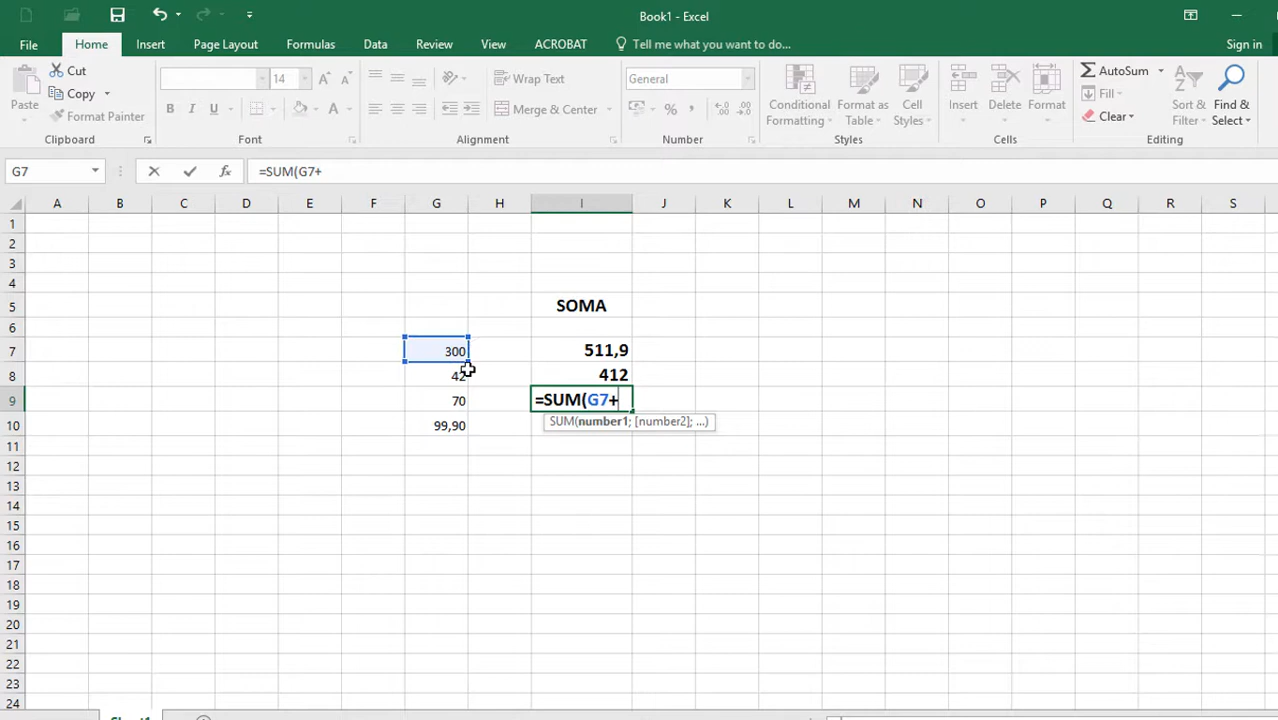 Book1 - Excel
File Home Insert Page Layout Formulas Data Review View ACROBAT Tell me what you want to do... Sign in
Cut
Copy
Format Painter
Paste
Clipboard
14
B I U
Font
Wrap Text
Merge & Center
Alignment
General
Number
Conditional Formatting
Format as Table
Cell Styles
Styles
Insert
Delete
Format
Cells
AutoSum
Fill
Clear
Sort & Filter
Find & Select
Editing
G7 =SUM(G7+
A B C D E F G H I J K L M N O P Q R S
1
2
3
4
5 SOMA
6
7 300 511,9
8 42 412
9 70 =SUM(G7+
SUM(number1; [number2]; ...)
10 99,90
11
12
13
14
15
16
17
18
19
20
21
22
23
24
Sheet1